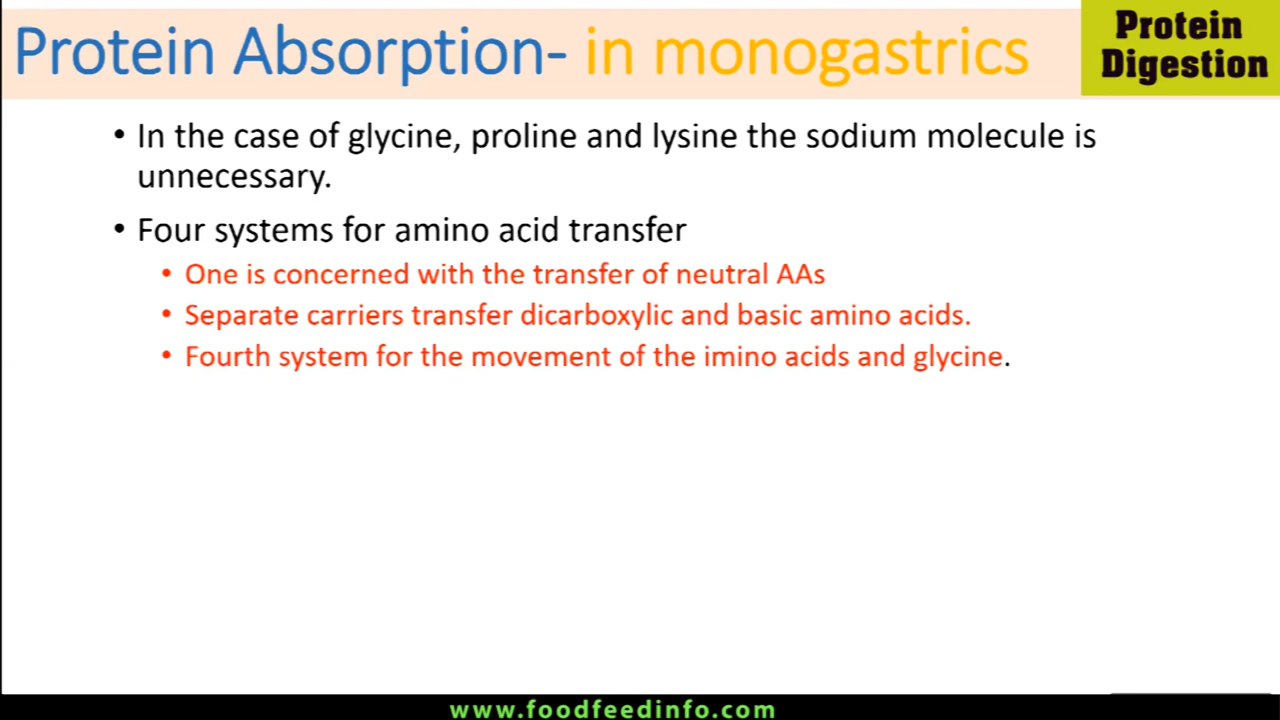 Protein Absorption- in monogastrics
Protein
Digestion
• In the case of glycine, proline and lysine the sodium molecule is
unnecessary.
• Four systems for amino acid transfer
• One is concerned with the transfer of neutral AAs
• Separate carriers transfer dicarboxylic and basic amino acids.
• Fourth system for the movement of the imino acids and glycine.
www.foodfeedinfo.com